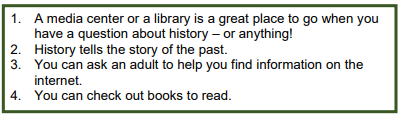 1. A media center or a library is a great place to go when you
have a question about history – or anything!
2. History tells the story of the past.
3. You can ask an adult to help you find information on the
internet.
4. You can check out books to read.